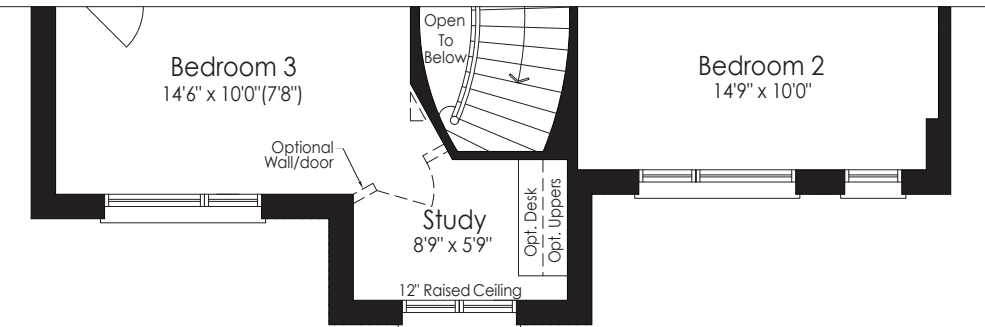 Open
To
Below
Bedroom 3
14'6" x 10'0"(7'8")
Bedroom 2
14'9" x 10'0"
Optional
Wall/door
Study
8'9" x 5'9"
Opt. Desk
Opt. Uppers
12" Raised Ceiling